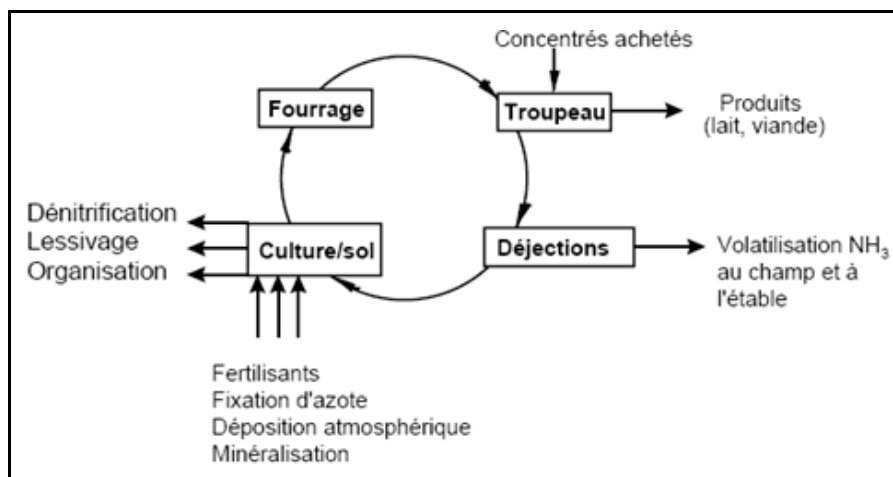 Concentrés achetés
Fourrage
Troupeau
Produits
(lait, viande)
Dénitrification
Lessivage
Organisation
Culture/sol
Déjections
Volatilisation NH₃
au champ et à
l'étable
Fertilisants
Fixation d'azote
Déposition atmosphérique
Minéralisation